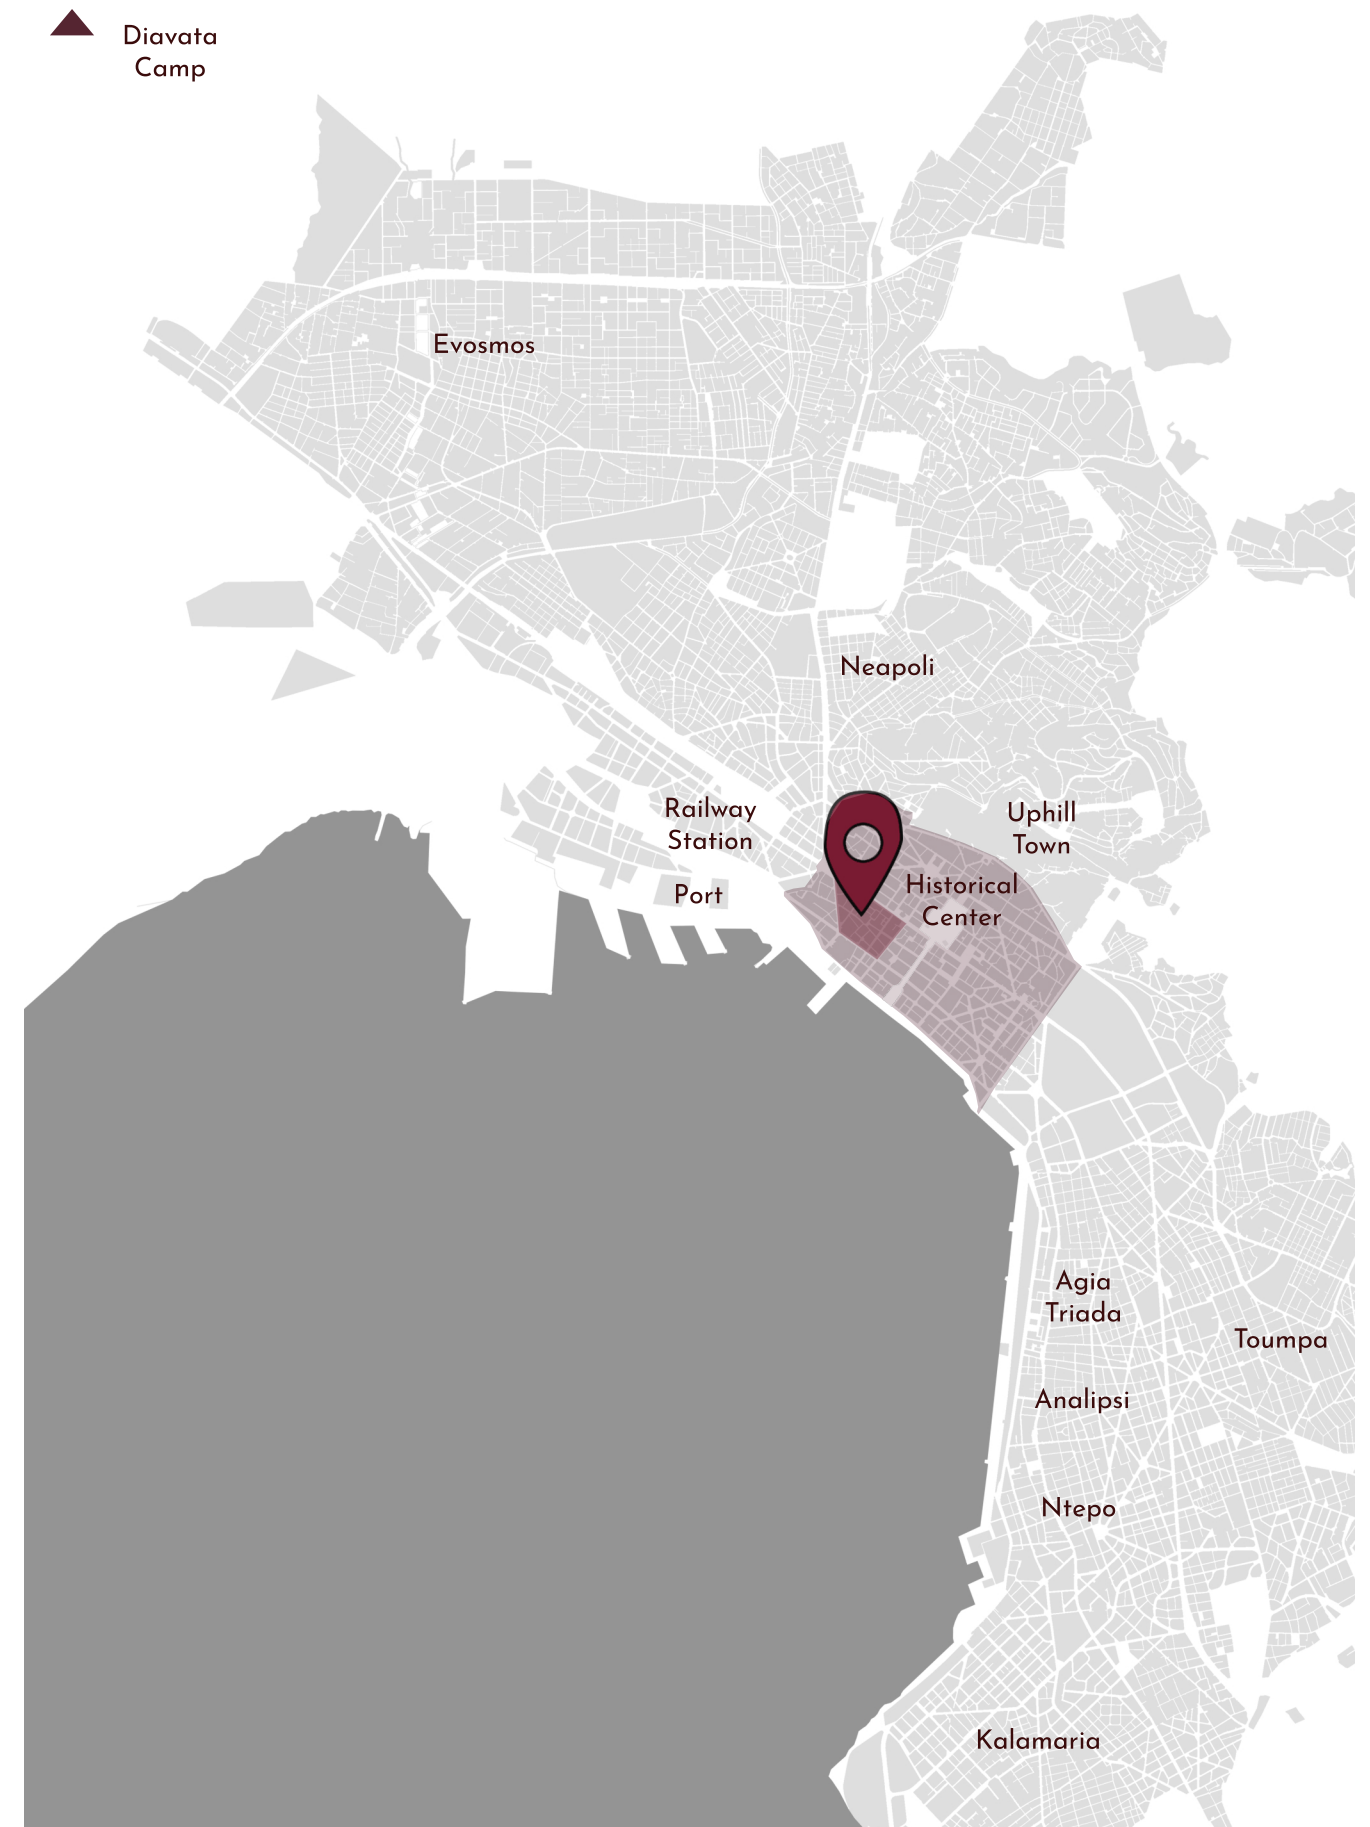 Diavata
Camp
Evosmos
Neapoli
Railway
Station
Uphill
Town
Port
Historical
Center
Agia
Triada
Toumpa
Analipsi
Ntepo
Kalamaria